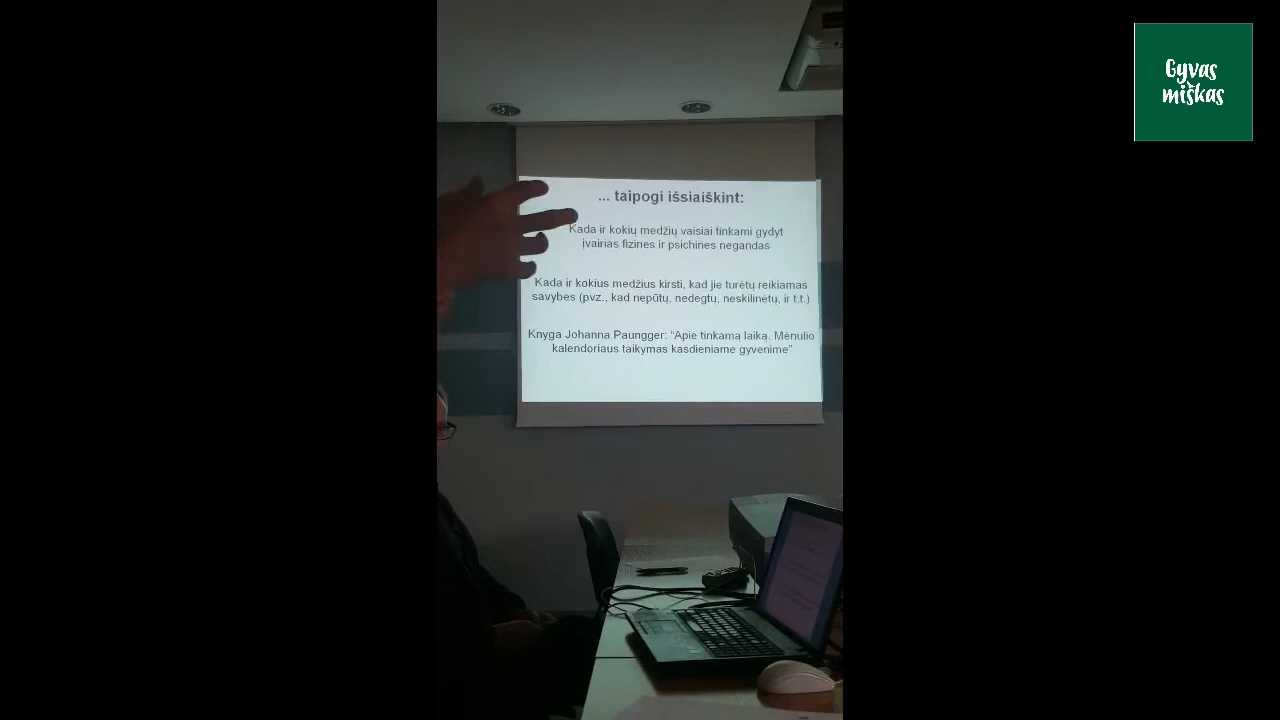 Gyvas
miškas
... taipogi išsiaiškint:
Kada ir kokių medžių vaisiai tinkami gydyt
įvairias fizines ir psichines negandas
Kada ir kokius medžius kirsti, kad jie turėtų reikiamas
savybes (pvz., kad nepūtų, nedegtų, neskilinėtų, ir t.t.)
Knyga Johanna Paungger: “Apie tinkama laiką. Mėnulio
kalendoriaus taikymas kasdieniame gyvenime”